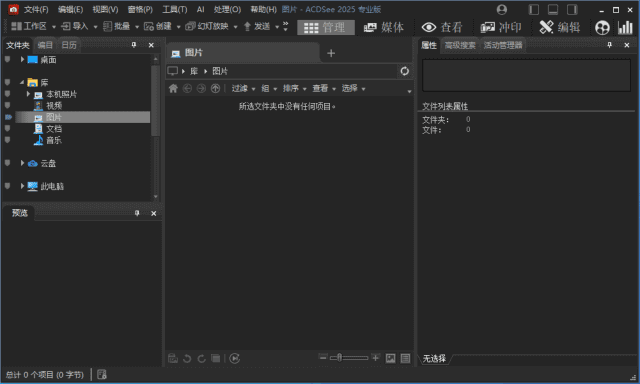 文件(F) 编辑(E) 视图(V) 窗格(P) 工具(T) AI 处理(O) 帮助(H) 图片 - ACDSee 2025 专业版
工作区 导入 批量 创建 幻灯放映 发送 管理 媒体 查看 冲印 编辑
文件夹 编目 日历
桌面
库
本机照片
视频
图片
文档
音乐
云盘
此电脑
预览
图片
库 图片
过滤 组 排序 查看 选择
所选文件夹中没有任何项目。
属性 高级搜索 活动管理器
文件列表属性
文件夹: 0
文件: 0
无选择
总计 0 个项目 (0 字节)